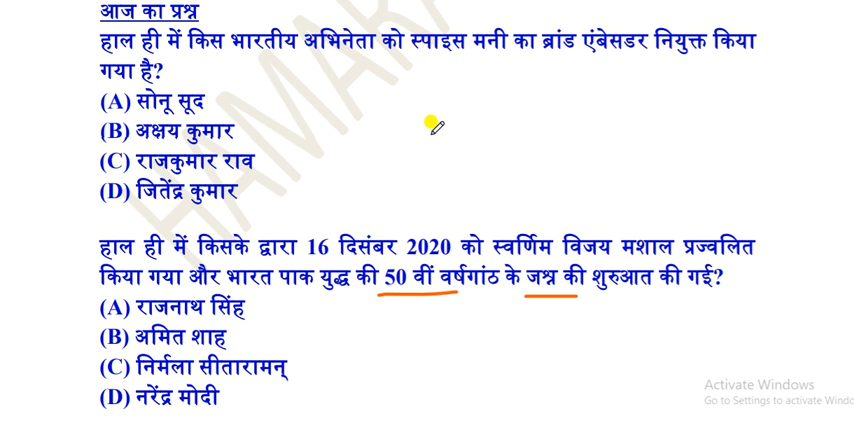 आज का प्रश्न
हाल ही में किस भारतीय अभिनेता को स्पाइस मनी का ब्रांड एंबेसडर नियुक्त किया
गया है?
(A) सोनू सूद
(B) अक्षय कुमार
(C) राजकुमार राव
(D) जितेंद्र कुमार
हाल ही में किसके द्वारा 16 दिसंबर 2020 को स्वर्णिम विजय मशाल प्रज्वलित
किया गया और भारत पाक युद्ध की 50 वीं वर्षगांठ के जश्न की शुरुआत की गई?
(A) राजनाथ सिंह
(B) अमित शाह
(C) निर्मला सीतारामन्
(D) नरेंद्र मोदी
Activate Windows
Go to Settings to activate Windo
HAMARA